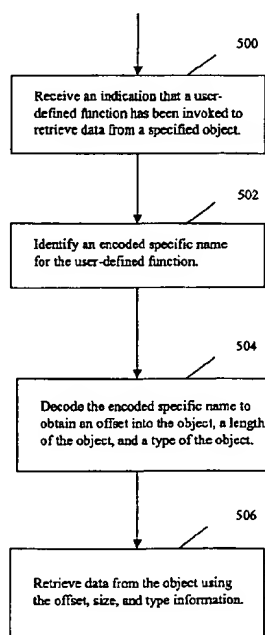 500
Receive an indication that a user-
defined function has been invoked to
retrieve data from a specified object.
502
Identify an encoded specific name
for the user-defined function.
504
Decode the encoded specific name to
obtain an offset into the object, a length
of the object, and a type of the object.
506
Retrieve data from the object using
the offset, size, and type information.